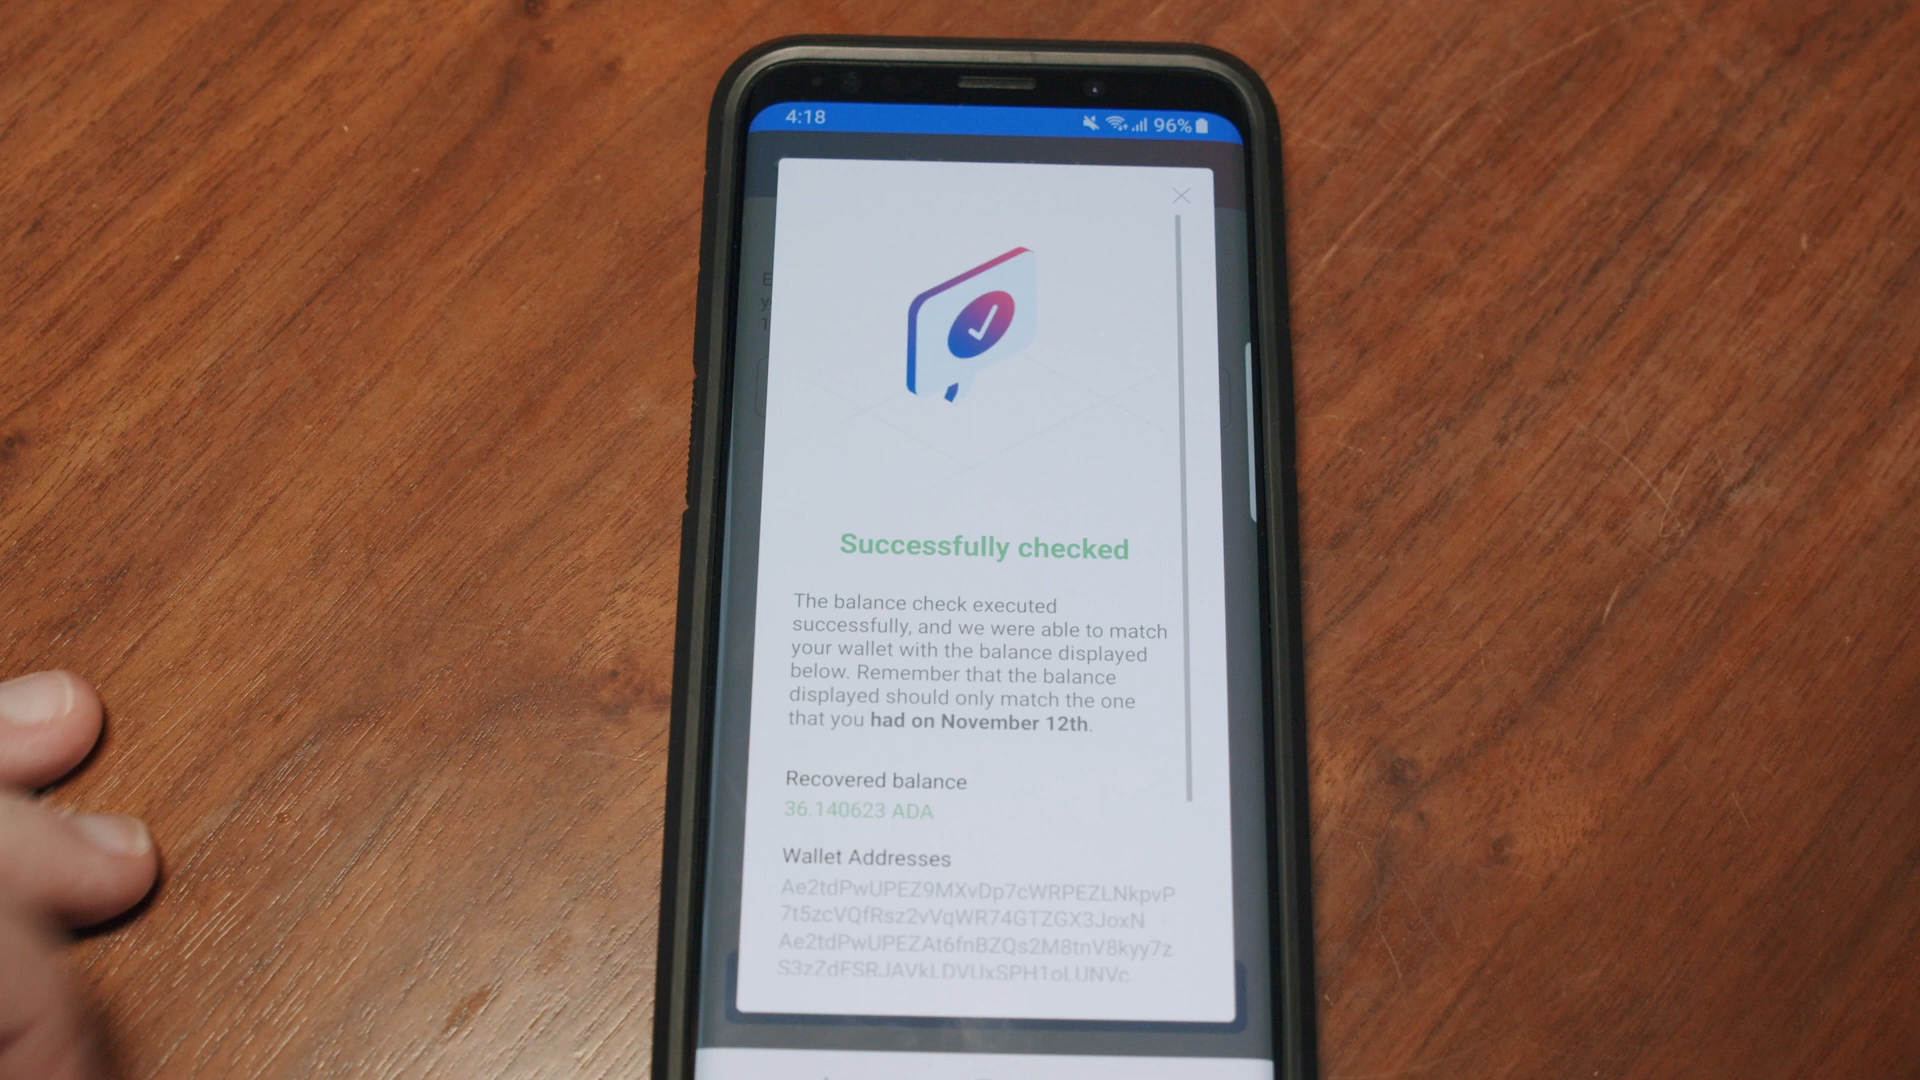 4:18
96%
Successfully checked
The balance check executed
successfully, and we were able to match
your wallet with the balance displayed
below. Remember that the balance
displayed should only match the one
that you had on November 12th.
Recovered balance
36.140623 ADA
Wallet Addresses
Ae2tdPwUPEZ9MXvDp7cWRPEZLNkpvP
7t5zcVQfRsz2vVqWR74GTZGX3JoxN
Ae2tdPwUPEZAt6fnBZQs2M8tnV8kyy7z
S3zZdFSRJAVkLDVUxSPH1oLUNVc